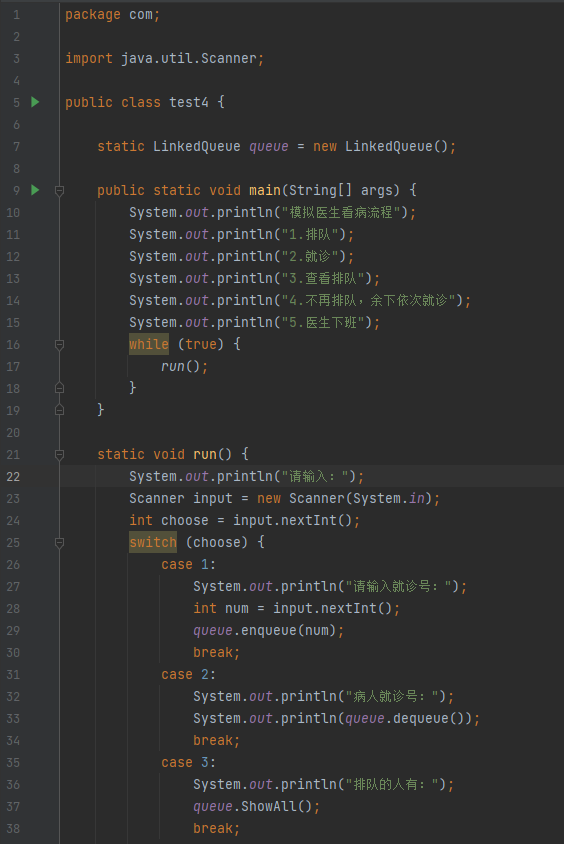 1 package com;
2
3 import java.util.Scanner;
4
5 public class test4 {
6
7 static LinkedQueue queue = new LinkedQueue();
8
9 public static void main(String[] args) {
10 System.out.println("模拟医生看病流程");
11 System.out.println("1.排队");
12 System.out.println("2.就诊");
13 System.out.println("3.查看排队");
14 System.out.println("4.不再排队，余下依次就诊");
15 System.out.println("5.医生下班");
16 while (true) {
17 run();
18 }
19 }
20
21 static void run() {
22 System.out.println("请输入：");
23 Scanner input = new Scanner(System.in);
24 int choose = input.nextInt();
25 switch (choose) {
26 case 1:
27 System.out.println("请输入就诊号：");
28 int num = input.nextInt();
29 queue.enqueue(num);
30 break;
31 case 2:
32 System.out.println("病人就诊号：");
33 System.out.println(queue.dequeue());
34 break;
35 case 3:
36 System.out.println("排队的人有：");
37 queue.ShowAll();
38 break;